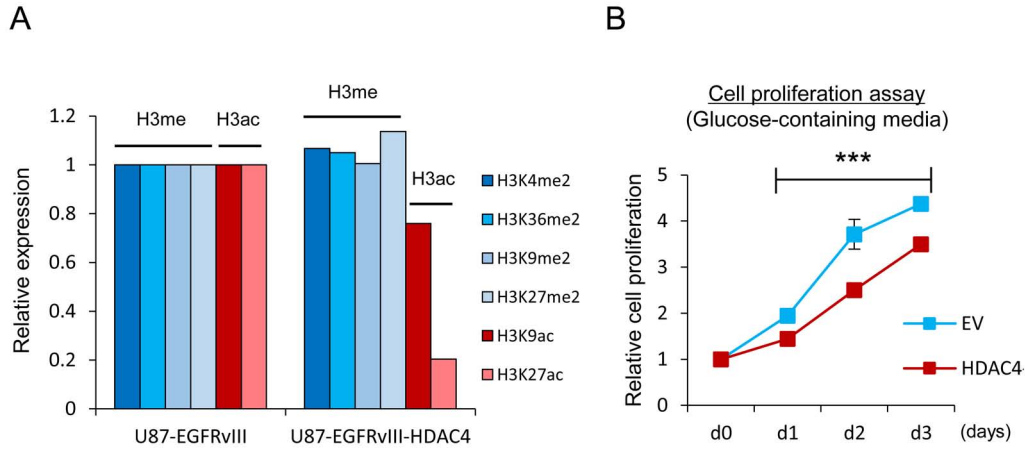 A
H3me
H3ac
H3me
H3ac
1.2
1
0.8
0.6
0.4
0.2
0
Relative expression
U87-EGFRvIII
U87-EGFRvIII-HDAC4
H3K4me2
H3K36me2
H3K9me2
H3K27me2
H3K9ac
H3K27ac
B
Cell proliferation assay
(Glucose-containing media)
***
5
4
3
2
1
0
Relative cell proliferation
d0
d1
d2
d3
(days)
EV
HDAC4